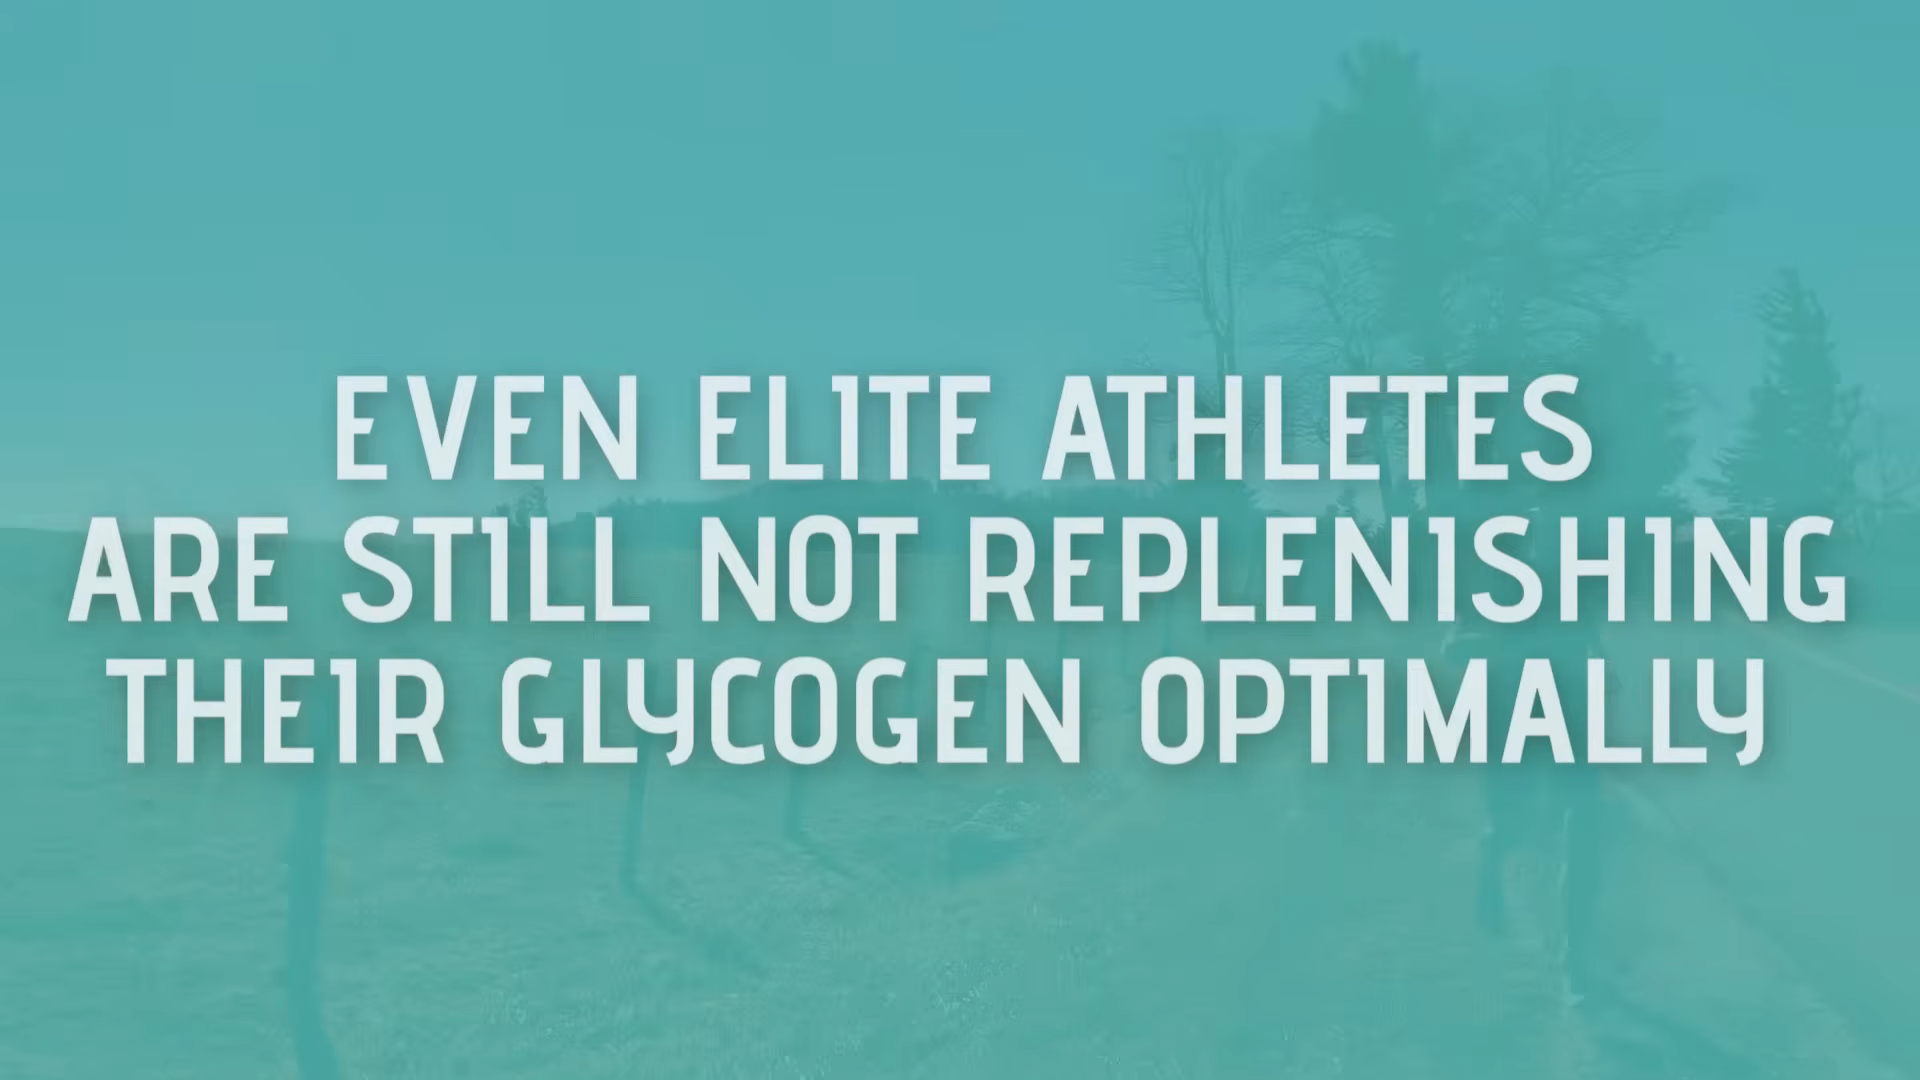 EVEN ELITE ATHLETES
ARE STILL NOT REPLENISHING
THEIR GLYCOGEN OPTIMALLY